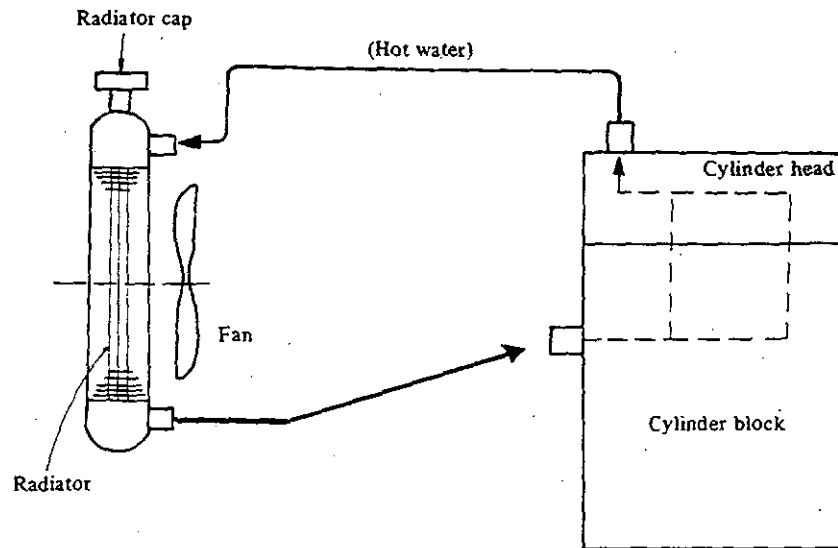 Radiator cap
(Hot water)
Cylinder head
Fan
Cylinder block
Radiator